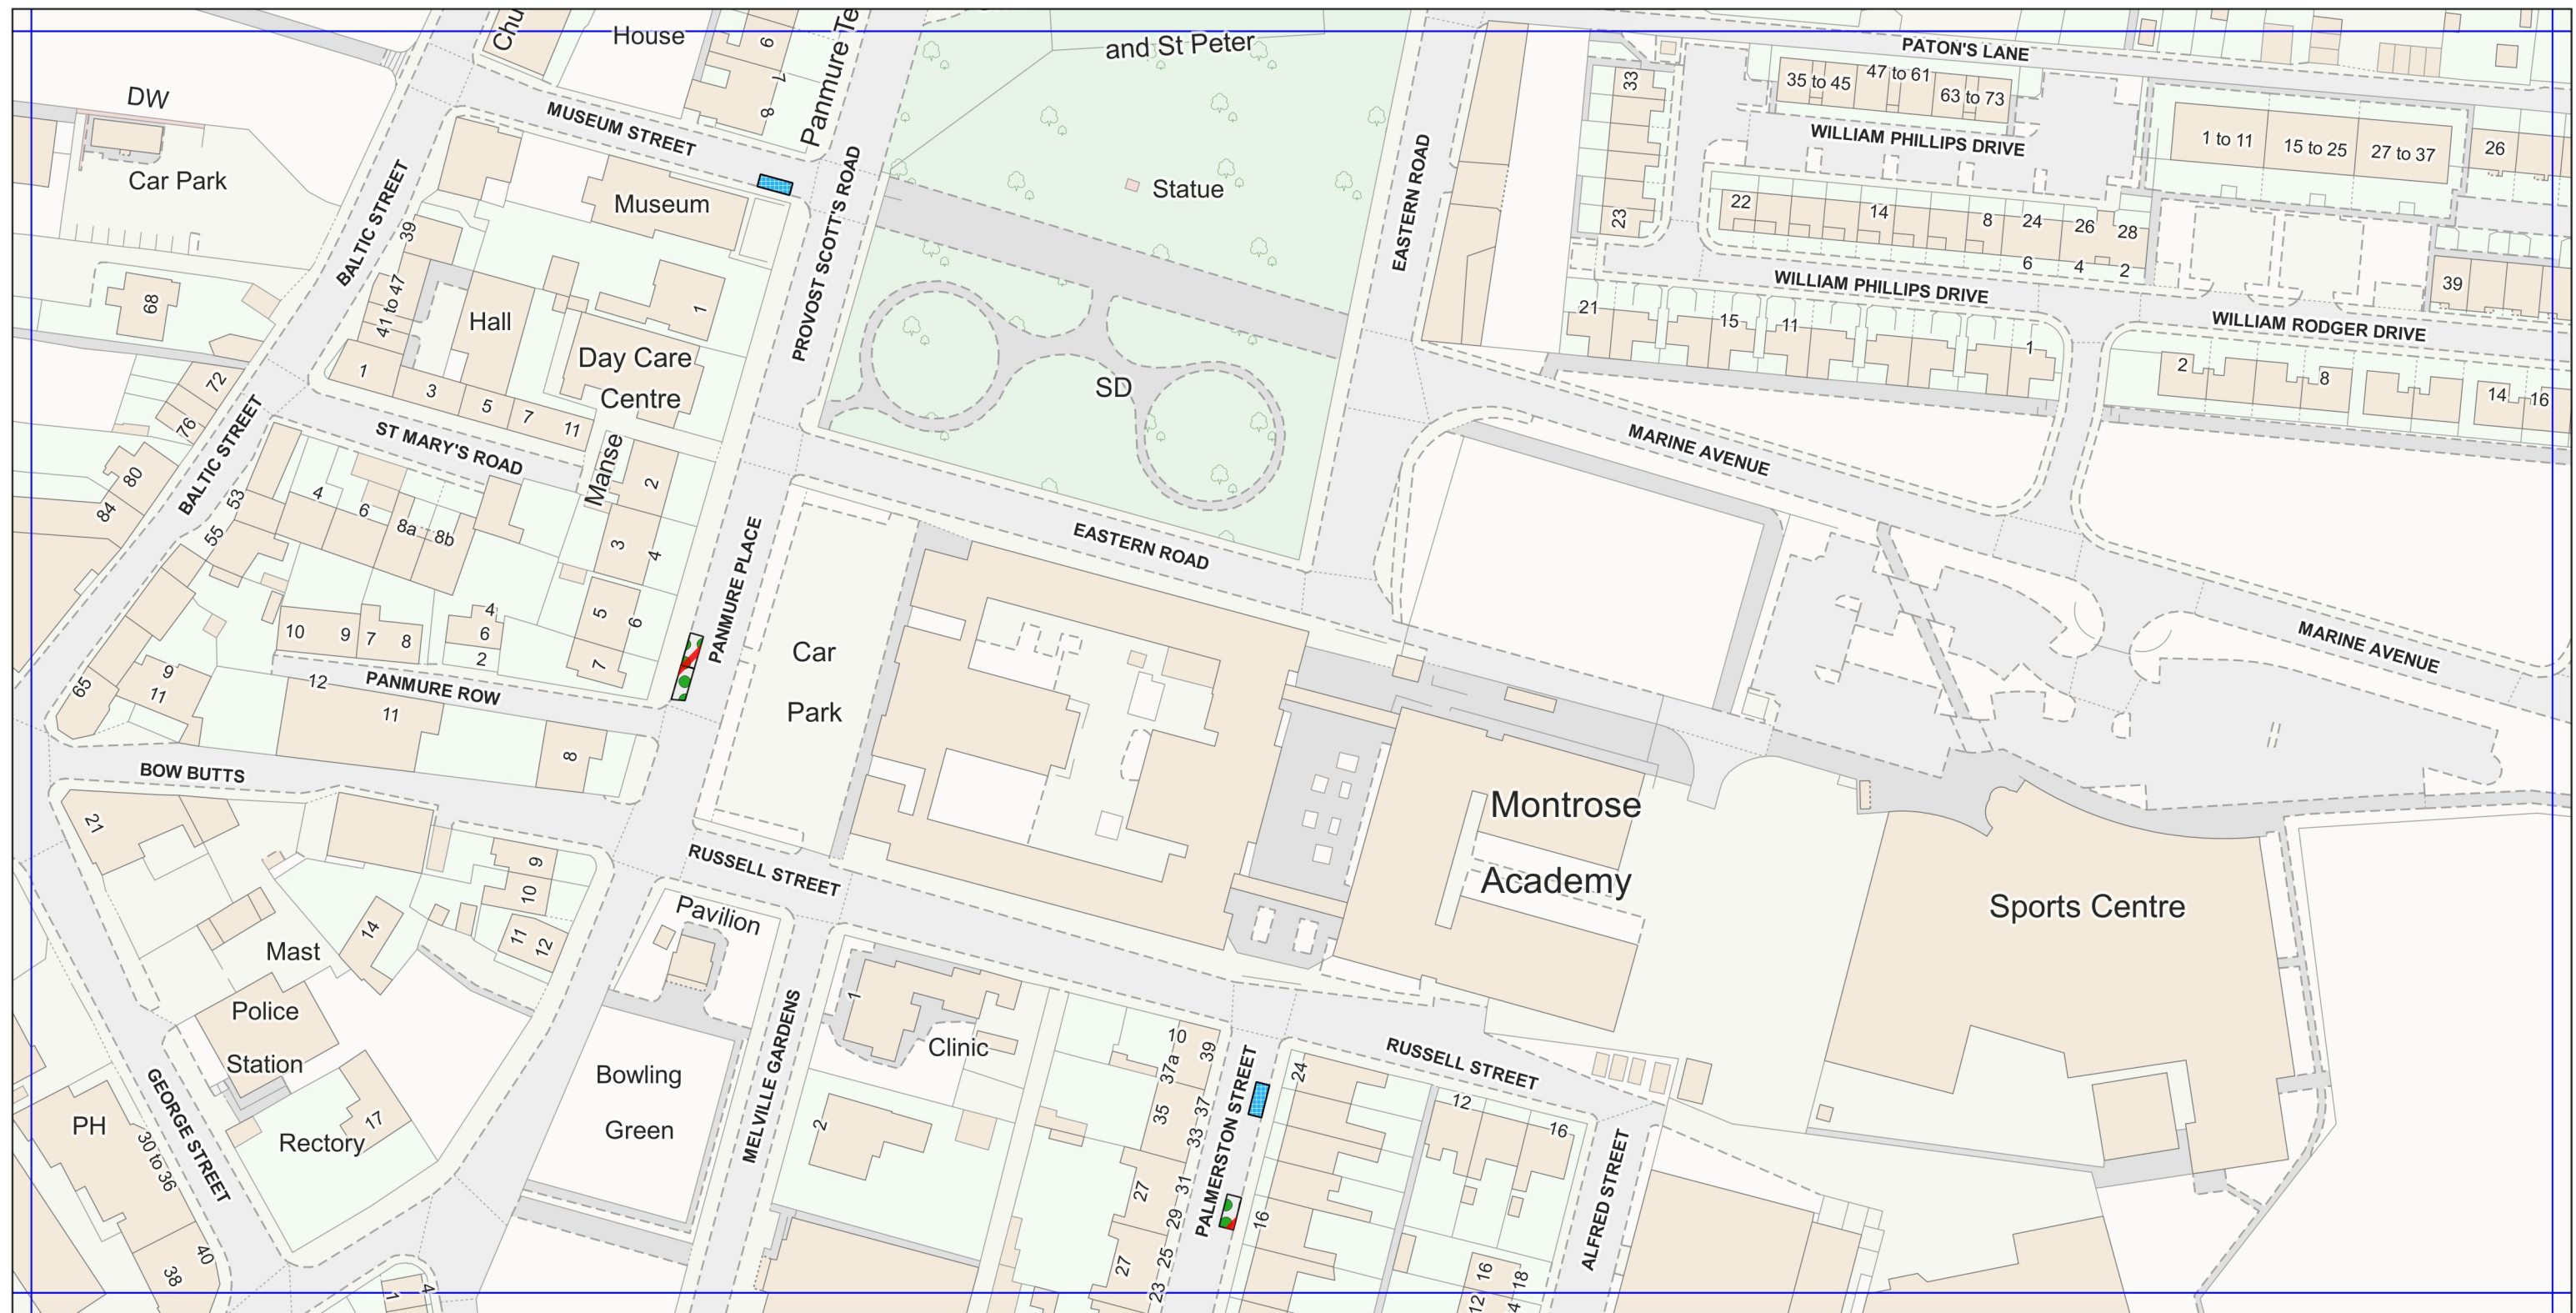 Chu
House
6
7
8
Panmure Te
and St Peter
PATON'S LANE
DW
Car Park
MUSEUM STREET
33
35 to 45
47 to 61
63 to 73
WILLIAM PHILLIPS DRIVE
1 to 11
15 to 25
27 to 37
26
BALTIC STREET
Museum
PROVOST SCOTT'S ROAD
Statue
EASTERN ROAD
23
22
14
8
24
26
28
6
4
2
39
41 to 47
68
Hall
1
Day Care
Centre
SD
WILLIAM PHILLIPS DRIVE
39
21
15
11
1
WILLIAM RODGER DRIVE
2
8
14
16
72
76
1
3
5
7
11
80
84
BALTIC STREET
ST MARY'S ROAD
Manse
2
MARINE AVENUE
53
55
4
6
8a
8b
3
4
PANMURE PLACE
EASTERN ROAD
10
9
7
8
4
6
2
5
6
7
Car
Park
MARINE AVENUE
65
9
11
12
PANMURE ROW
11
8
BOW BUTTS
Montrose
Academy
Sports Centre
21
9
10
11
12
14
RUSSELL STREET
Pavilion
Mast
Police
Station
1
Clinic
MELVILLE GARDENS
Bowling
Green
10
37a
39
35
37
33
PALMERSTON STREET
24
RUSSELL STREET
12
16
PH
30 to 36
GEORGE STREET
17
Rectory
2
27
31
29
16
ALFRED STREET
27
25
23
40
38
1
4
16
18
12
4